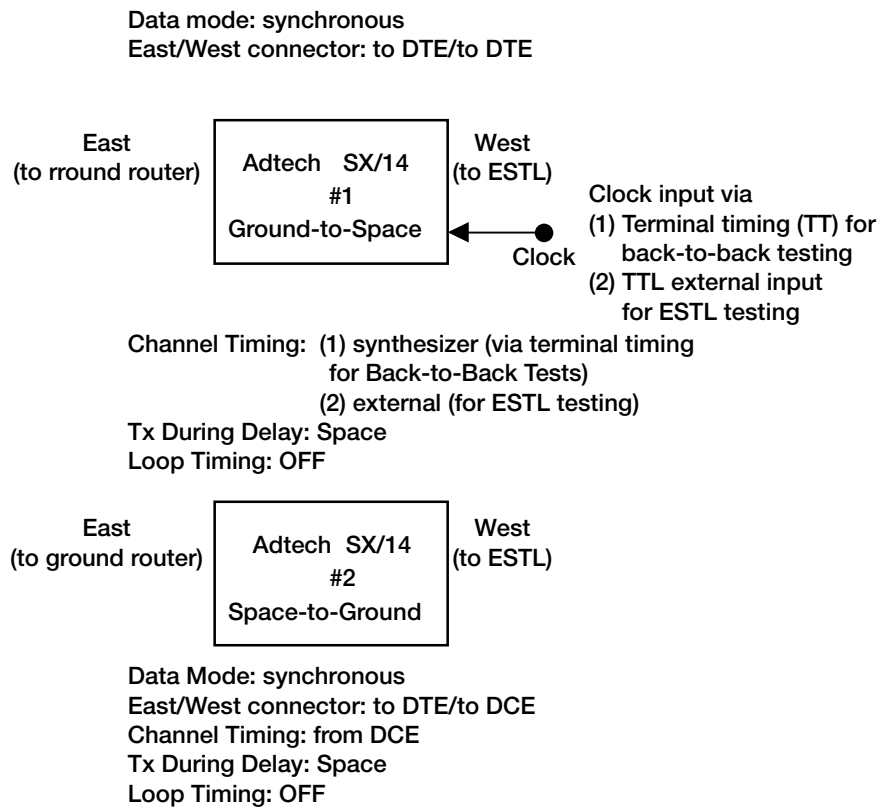 Data mode: synchronous
East/West connector: to DTE/to DTE
East
(to rround router)
Adtech SX/14
#1
Ground-to-Space
West
(to ESTL)
Clock
Clock input via
(1) Terminal timing (TT) for
back-to-back testing
(2) TTL external input
for ESTL testing
Channel Timing: (1) synthesizer (via terminal timing
for Back-to-Back Tests)
(2) external (for ESTL testing)
Tx During Delay: Space
Loop Timing: OFF
East
(to ground router)
Adtech SX/14
#2
Space-to-Ground
West
(to ESTL)
Data Mode: synchronous
East/West connector: to DTE/to DCE
Channel Timing: from DCE
Tx During Delay: Space
Loop Timing: OFF